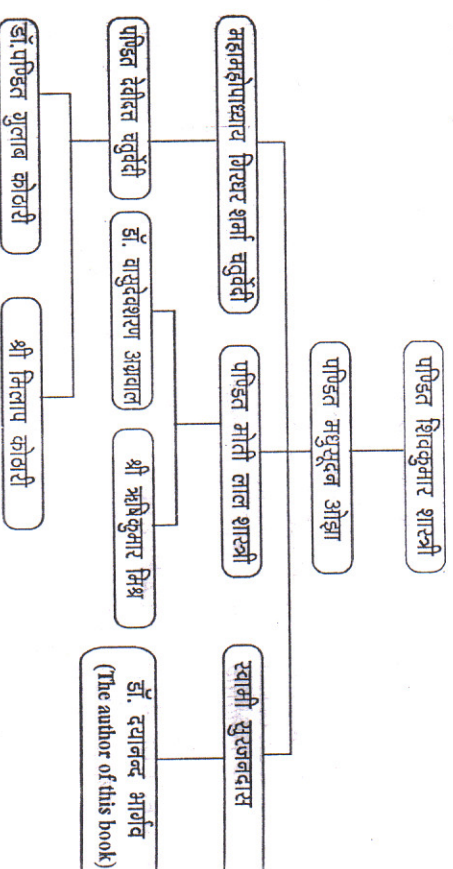 पण्डित शिवकुमार शास्त्री
पण्डित मधुसूदन ओझा
महामहोपाध्याय गिरधर शर्मा चतुर्वेदी
पण्डित मोती लाल शास्त्री
स्वामी सुरजनदास
पण्डित देवीदत्त चतुर्वेदी
डॉ. वासुदेवशरण अग्रवाल
श्री ऋषिकुमार मिश्र
डॉ. दयानन्द भार्गव
(The author of this book)
डॉ.पण्डित गुलाब कोठारी
श्री मिलाप कोठारी